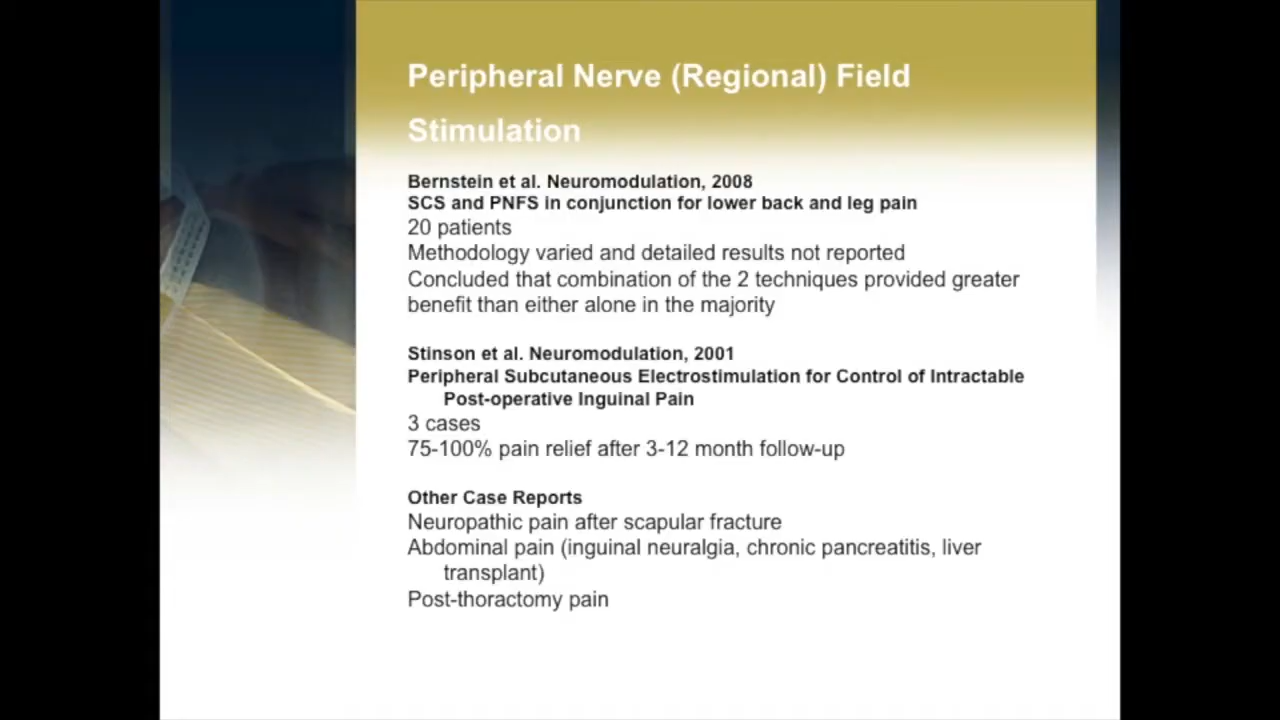 Peripheral Nerve (Regional) Field
Stimulation
Bernstein et al. Neuromodulation, 2008
SCS and PNFS in conjunction for lower back and leg pain
20 patients
Methodology varied and detailed results not reported
Concluded that combination of the 2 techniques provided greater
benefit than either alone in the majority
Stinson et al. Neuromodulation, 2001
Peripheral Subcutaneous Electrostimulation for Control of Intractable
Post-operative Inguinal Pain
3 cases
75-100% pain relief after 3-12 month follow-up
Other Case Reports
Neuropathic pain after scapular fracture
Abdominal pain (inguinal neuralgia, chronic pancreatitis, liver
transplant)
Post-thoractomy pain